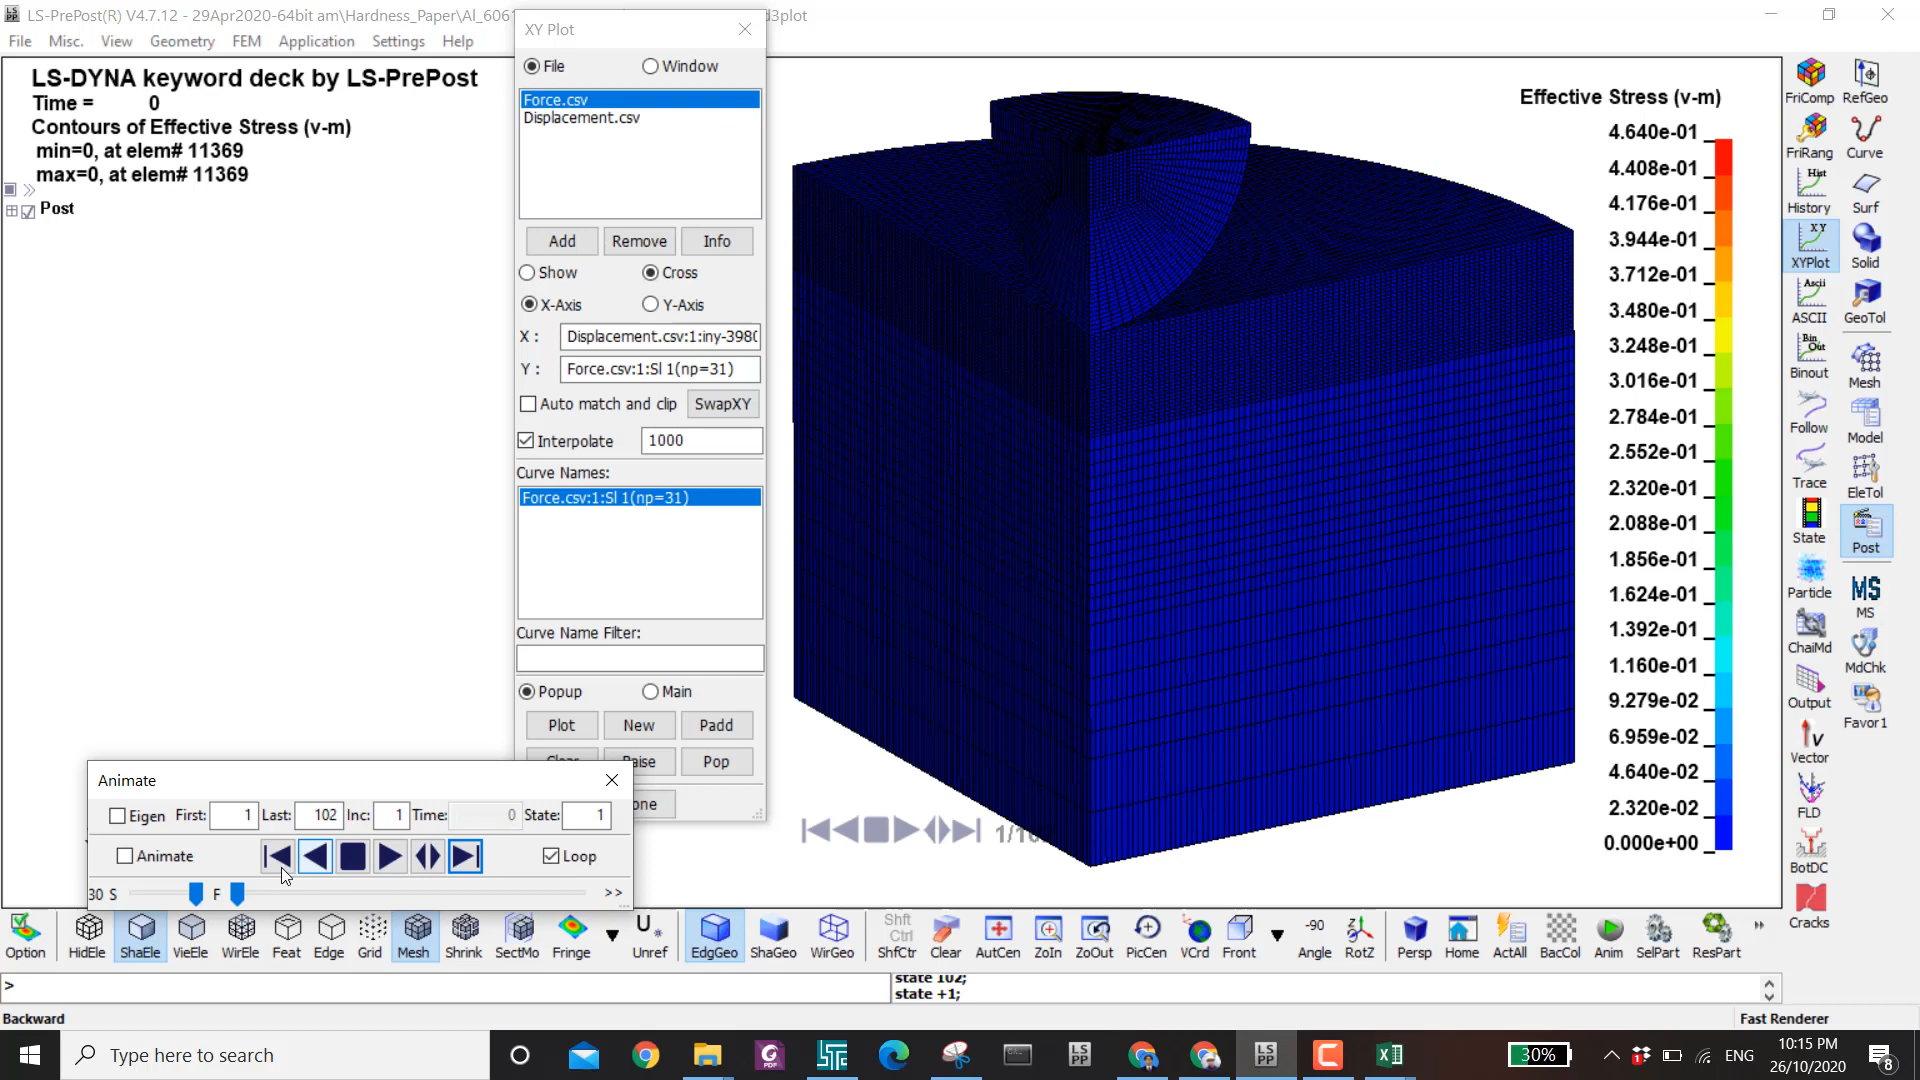 LS-PrePost(R) V4.7.12 - 29Apr2020-64bit am\Hardness_Paper\Al_606
d3plot
File Misc. View Geometry FEM Application Settings Help
LS-DYNA keyword deck by LS-PrePost
Time = 0
Contours of Effective Stress (v-m)
min=0, at elem# 11369
max=0, at elem# 11369
Post
XY Plot
File Window
Force.csv
Displacement.csv
Add Remove Info
Show Cross
X-Axis Y-Axis
X : Displacement.csv:1:iny-398
Y : Force.csv:1:Sl 1(np=31)
Auto match and clip SwapXY
Interpolate 1000
Curve Names:
Force.csv:1:Sl 1(np=31)
Curve Name Filter:
Popup Main
Plot New Padd
Pop
Animate
Eigen First: 1 Last: 102 Inc: 1 Time: 0 State: 1
Animate Loop
30 S F >>
Effective Stress (v-m)
4.640e-01
4.408e-01
4.176e-01
3.944e-01
3.712e-01
3.480e-01
3.248e-01
3.016e-01
2.784e-01
2.552e-01
2.320e-01
2.088e-01
1.856e-01
1.624e-01
1.392e-01
1.160e-01
9.279e-02
6.959e-02
4.640e-02
2.320e-02
0.000e+00
FriComp RefGeo
FriRang Curve
Hist
History Surf
XY
XYPlot Solid
Ascii
ASCII GeoTol
Bin Out
Binout Mesh
Follow Model
Trace EleTol
State Post
Particle MS
MS
ChaiMd MdChk
Output Favor1
Vector
FLD
BotDC
Cracks
Option HidEle ShaEle VieEle WirEle Feat Edge Grid Mesh Shrink SectMo Fringe Unref EdgGeo ShaGeo WirGeo Shft Ctrl ShfCtr Clear AutCen ZoIn ZoOut PicCen VCrd Front -90 Angle RotZ Persp Home ActAll Anim BacCol SelPart ResPart
>
state 102;
state +1;
Backward
Fast Renderer
Type here to search
30%
ENG
10:15 PM
26/10/2020
8